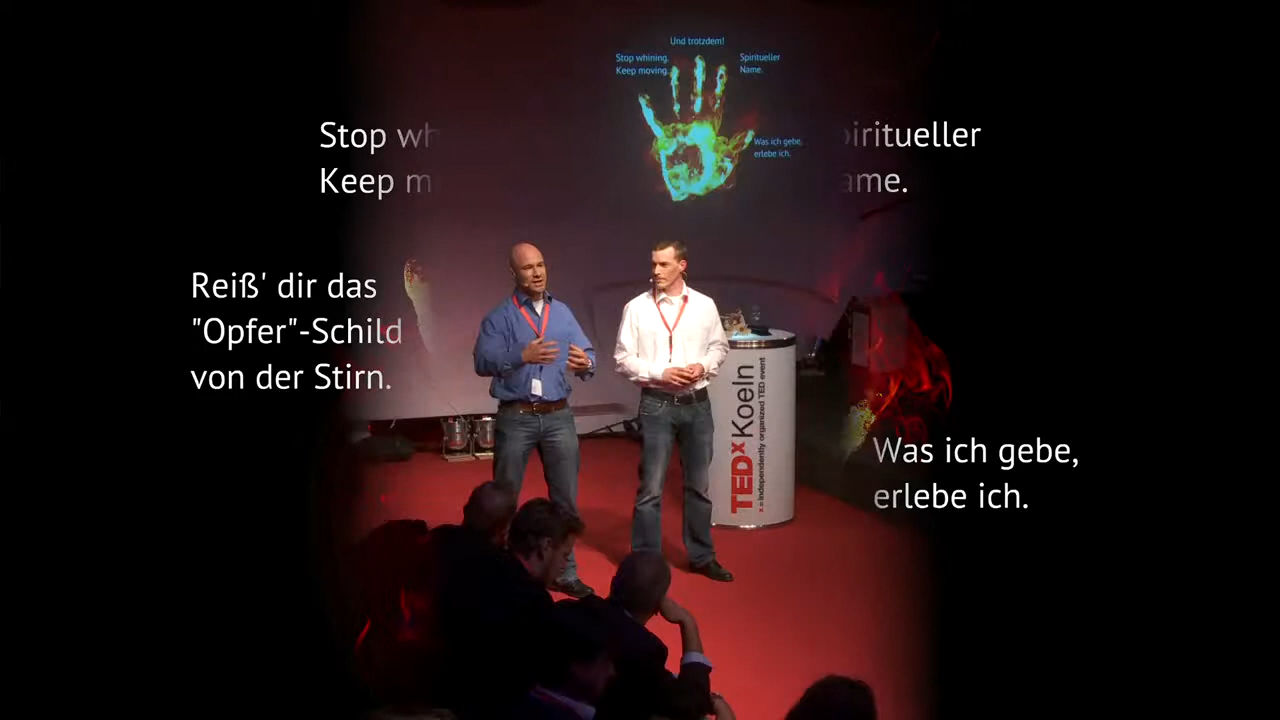 Und trotzdem!
Stop whining.
Keep moving.
Spiritueller
Name.
Was ich gebe,
erlebe ich.
Stop wh
Keep m
piritueller
ame.
Reiß' dir das
"Opfer"-Schild
von der Stirn.
Was ich gebe,
erlebe ich.
TEDxKoeln
x = independently organized TED event